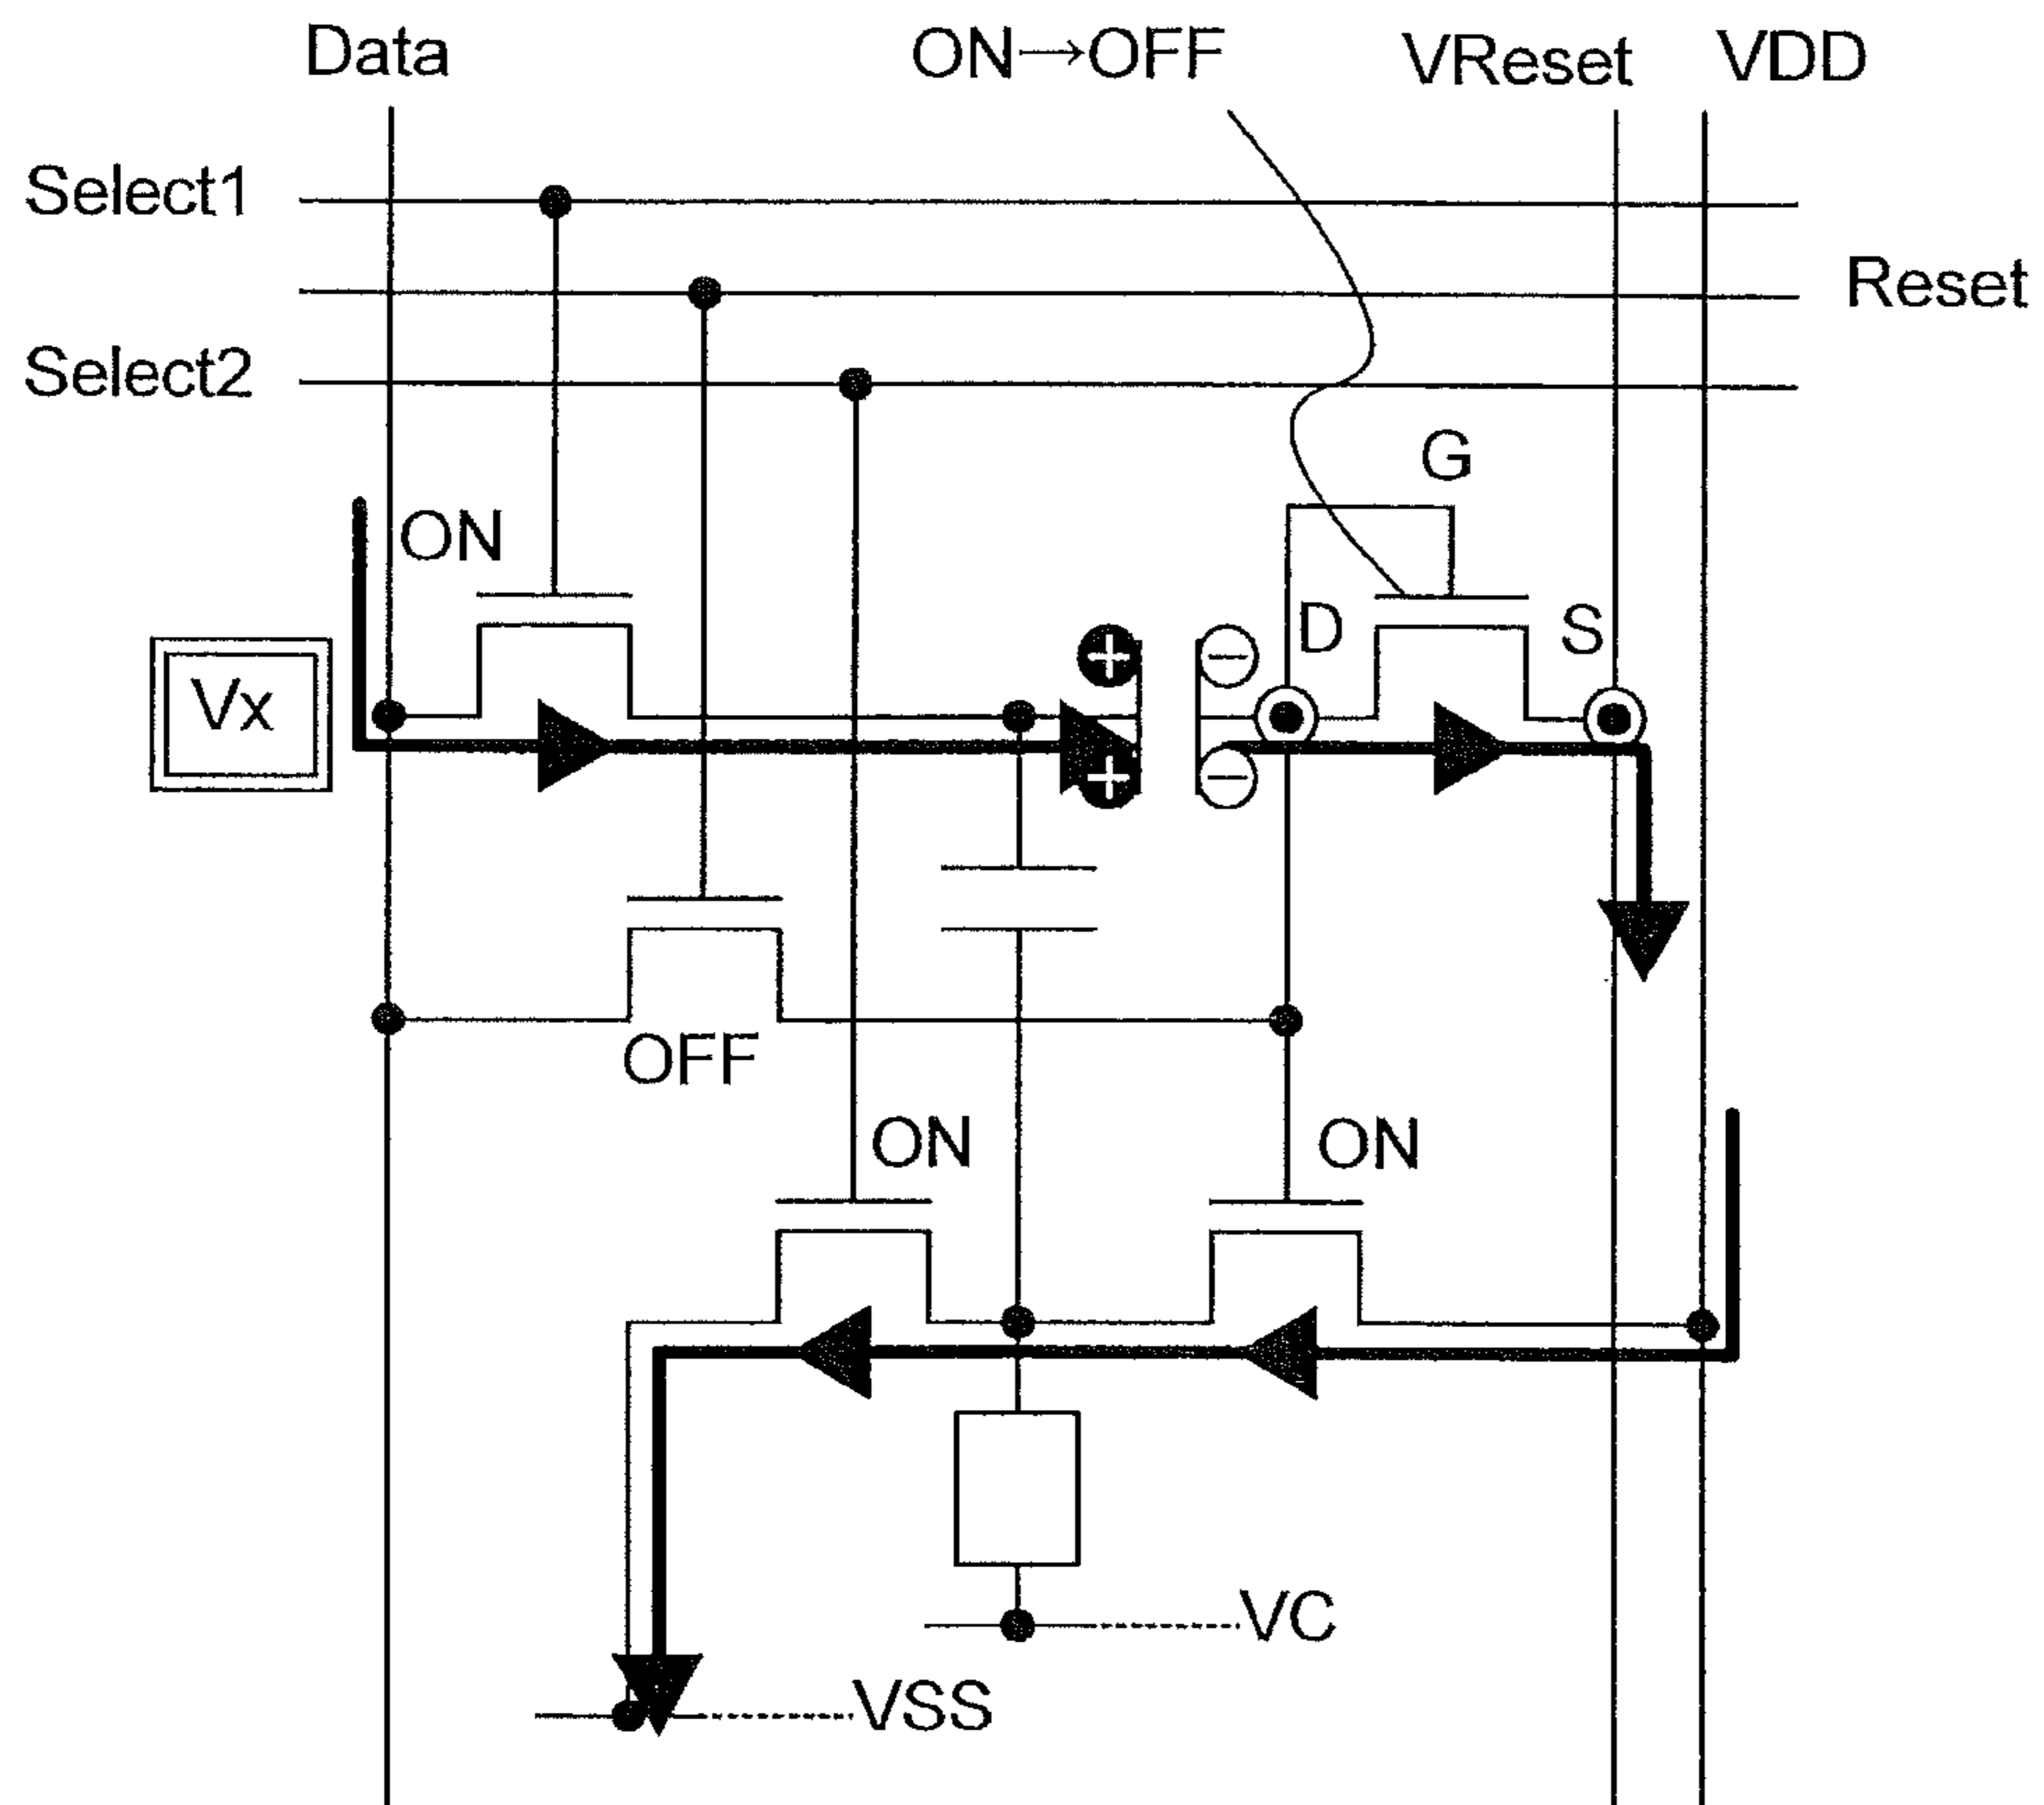 Data
ON→OFF
VReset
VDD
Select1
Reset
Select2
G
ON
D
S
Vx
+
−
+
−
OFF
ON
ON
VC
VSS